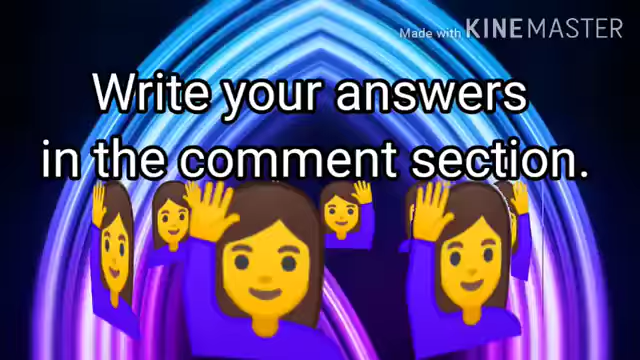 Made with KINEMASTER
Write your answers
in the comment section.